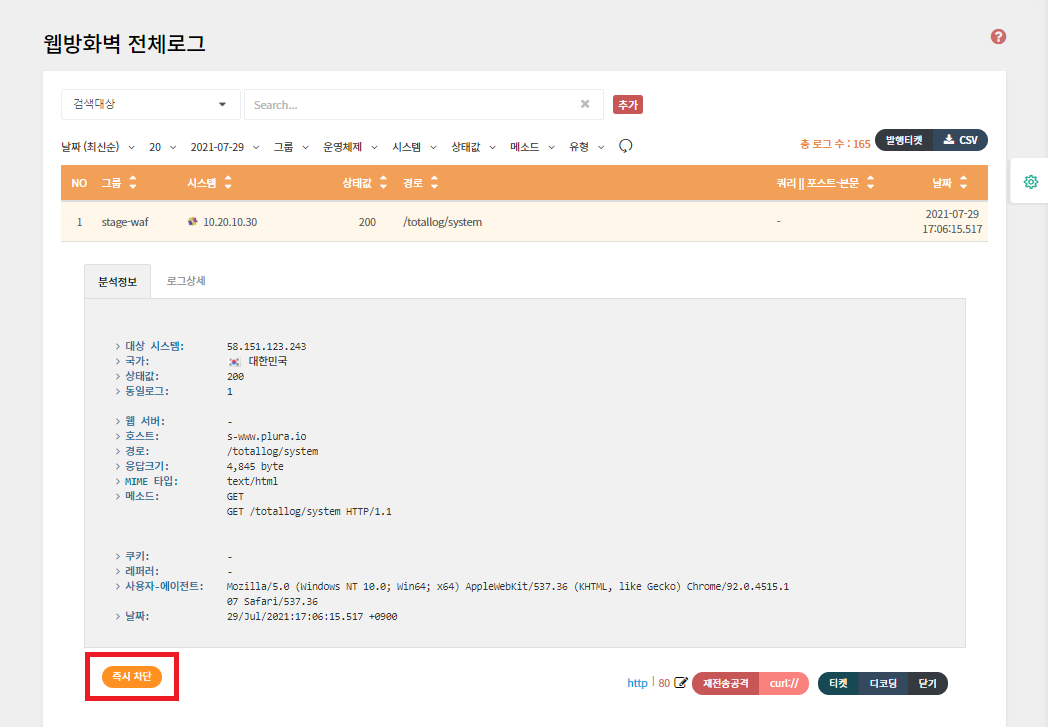 웹방화벽 전체로그
?
검색대상 Search... 추가
날짜 (최신순) 20 2021-07-29 그룹 운영체제 시스템 상태값 메소드 유형 총 로그 수 : 165 발행티켓 CSV
NO 그룹 시스템 상태값 경로 쿼리 || 포스트-본문 날짜
1 stage-waf 10.20.10.30 200 /totallog/system - 2021-07-29
17:06:15.517
분석정보 로그상세
> 대상 시스템: 58.151.123.243
> 국가: 대한민국
> 상태값: 200
> 동일로그: 1
> 웹 서버: -
> 호스트: s-www.plura.io
> 경로: /totallog/system
> 응답크기: 4,845 byte
> MIME 타입: text/html
> 메소드: GET
GET /totallog/system HTTP/1.1
> 쿠키: -
> 레퍼러: -
> 사용자-에이전트: Mozilla/5.0 (Windows NT 10.0; Win64; x64) AppleWebKit/537.36 (KHTML, like Gecko) Chrome/92.0.4515.1
07 Safari/537.36
> 날짜: 29/Jul/2021:17:06:15.517 +0900
즉시 차단 http | 80 재전송공격 curl:// 티켓 디코딩 닫기